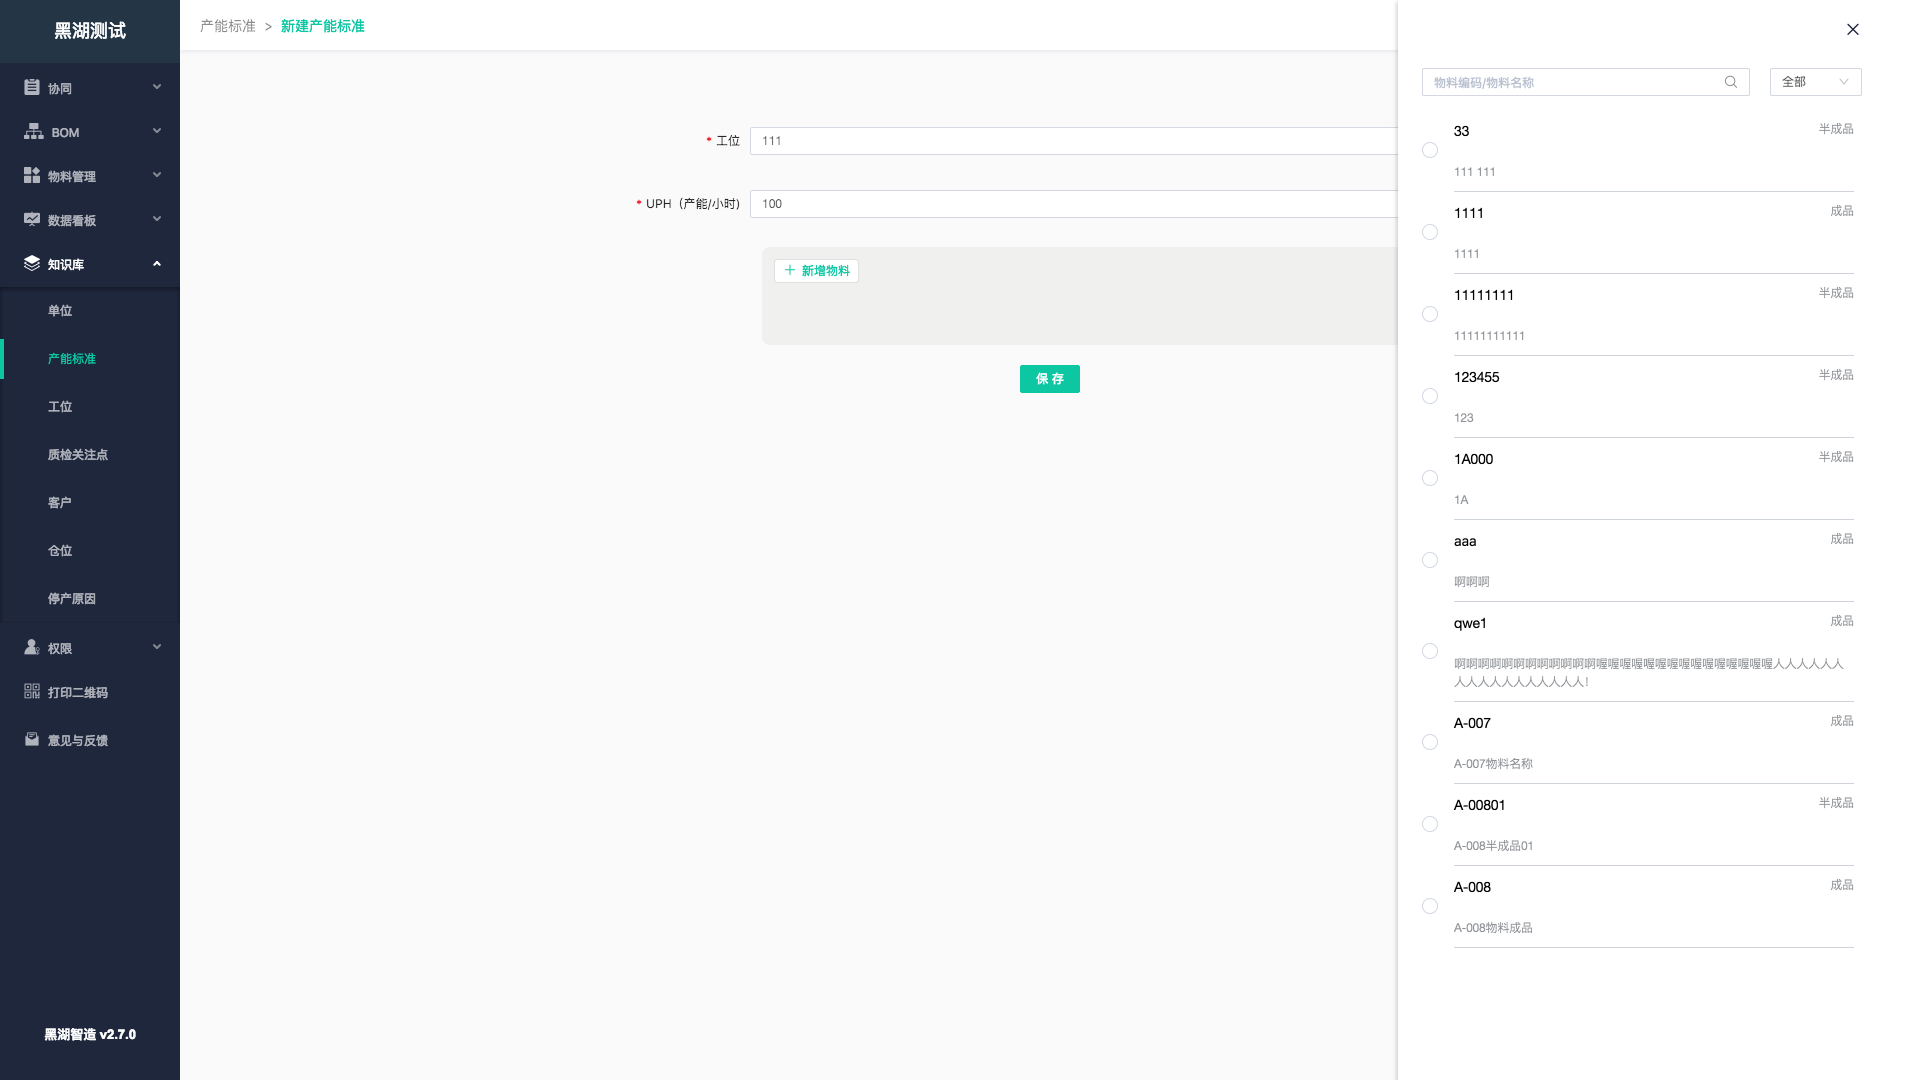 黑湖测试
协同
BOM
物料管理
数据看板
知识库
单位
产能标准
工位
质检关注点
客户
仓位
停产原因
权限
打印二维码
意见与反馈
黑湖智造 v2.7.0
产能标准 > 新建产能标准
* 工位 111
* UPH（产能/小时) 100
新增物料
保 存
物料编码/物料名称
全部
33 半成品
111 111
1111 成品
1111
11111111 半成品
11111111111
123455 半成品
123
1A000 半成品
1A
aaa 成品
啊啊啊
qwe1 成品
啊啊啊啊啊啊啊啊啊啊啊啊喔喔喔喔喔喔喔喔喔喔喔喔喔喔喔人人人人人人
人人人人人人人人人人人！
A-007 成品
A-007物料名称
A-00801 半成品
A-008半成品01
A-008 成品
A-008物料成品